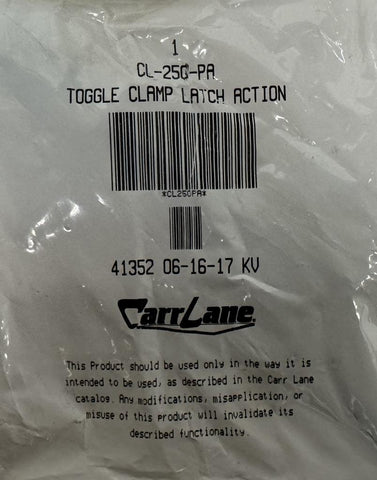 1
CL-250-PA
TOGGLE CLAMP LATCH ACTION
*CL250PA*
41352 06-16-17 KV
CarrLane
This Product should be used only in the way it is
intended to be used, as described in the Carr Lane
catalog. Any modifications, misapplication, or
misuse of this product will invalidate its
described functionality.